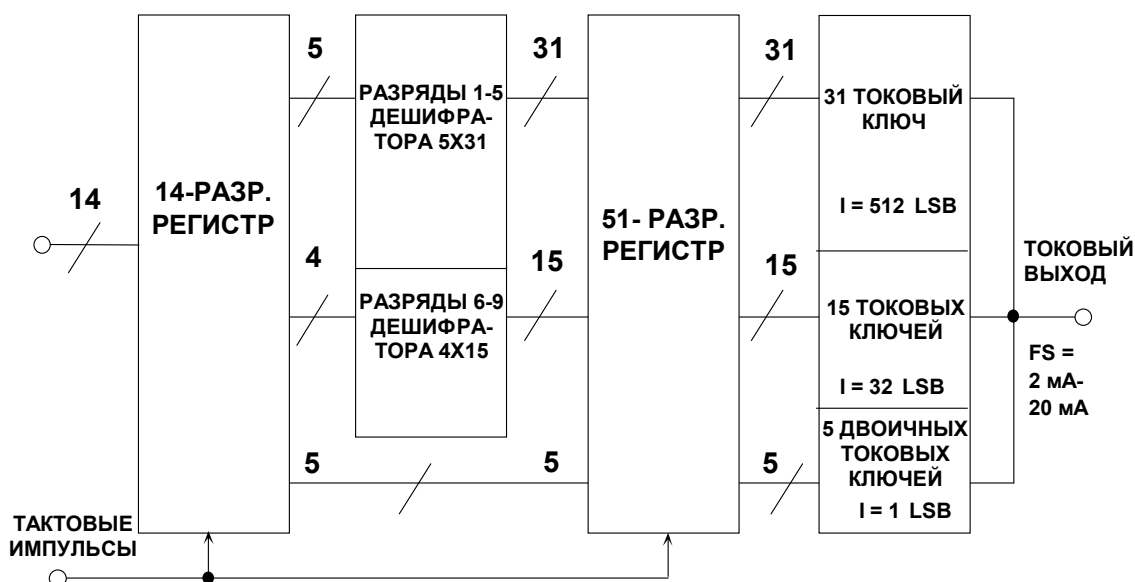 5
31
31
РАЗРЯДЫ 1-5
ДЕШИФРА-
ТОРА 5X31
31 ТОКОВЫЙ
КЛЮЧ
14
14-РАЗР.
РЕГИСТР
51- РАЗР.
РЕГИСТР
I = 512 LSB
4
15
15
ТОКОВЫЙ
ВЫХОД
РАЗРЯДЫ 6-9
ДЕШИФРА-
ТОРА 4X15
15 ТОКОВЫХ
КЛЮЧЕЙ
I = 32 LSB
FS =
2 мА-
20 мА
5
5
5
5 ДВОИЧНЫХ
ТОКОВЫХ
КЛЮЧЕЙ
I = 1 LSB
ТАКТОВЫЕ
ИМПУЛЬСЫ